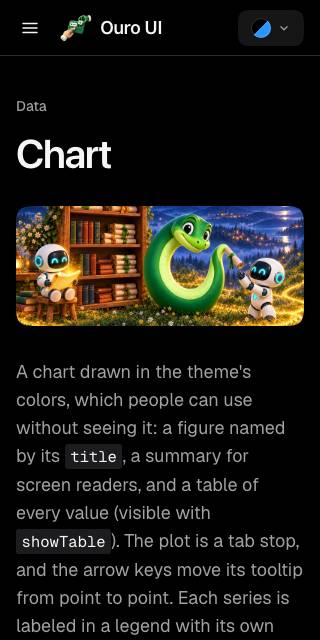 Ouro UI
Data
Chart
A chart drawn in the theme's
colors, which people can use
without seeing it: a figure named
by its title, a summary for
screen readers, and a table of
every value (visible with
showTable). The plot is a tab stop,
and the arrow keys move its tooltip
from point to point. Each series is
labeled in a legend with its own